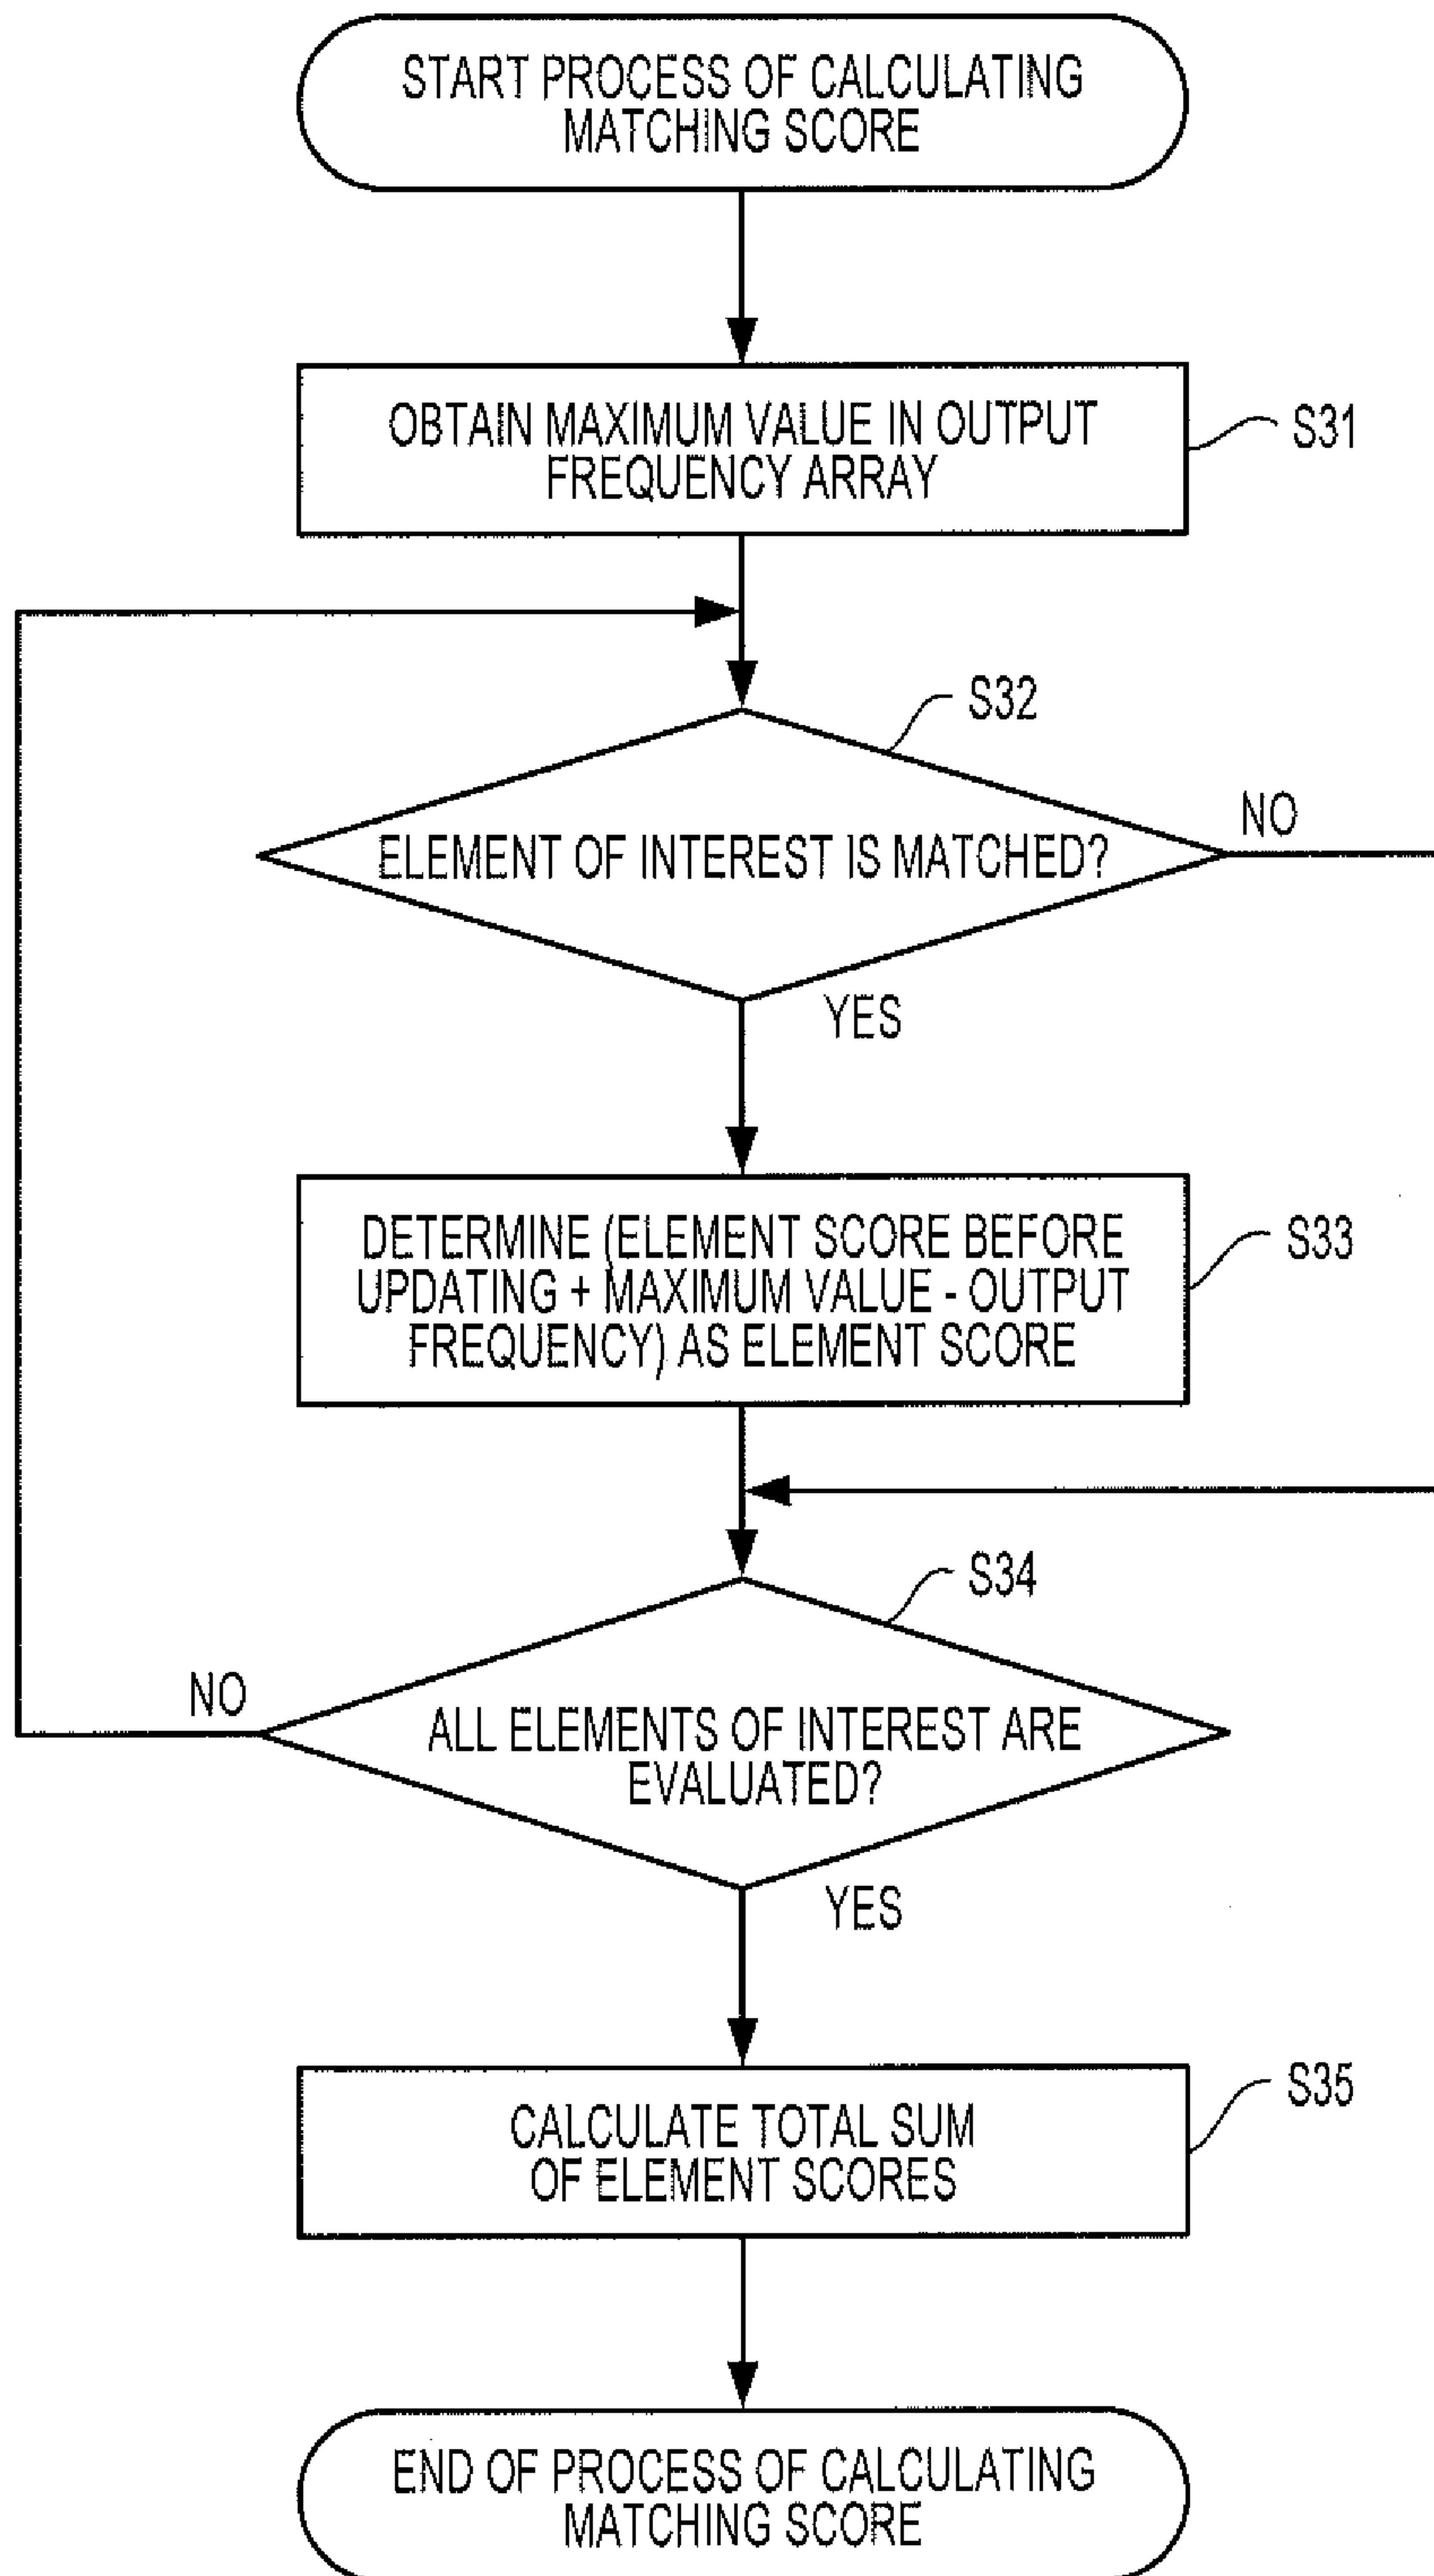 START PROCESS OF CALCULATING
MATCHING SCORE
OBTAIN MAXIMUM VALUE IN OUTPUT
FREQUENCY ARRAY
S31
S32
ELEMENT OF INTEREST IS MATCHED?
NO
YES
DETERMINE (ELEMENT SCORE BEFORE
UPDATING + MAXIMUM VALUE - OUTPUT
FREQUENCY) AS ELEMENT SCORE
S33
S34
ALL ELEMENTS OF INTEREST ARE
EVALUATED?
NO
YES
CALCULATE TOTAL SUM
OF ELEMENT SCORES
S35
END OF PROCESS OF CALCULATING
MATCHING SCORE